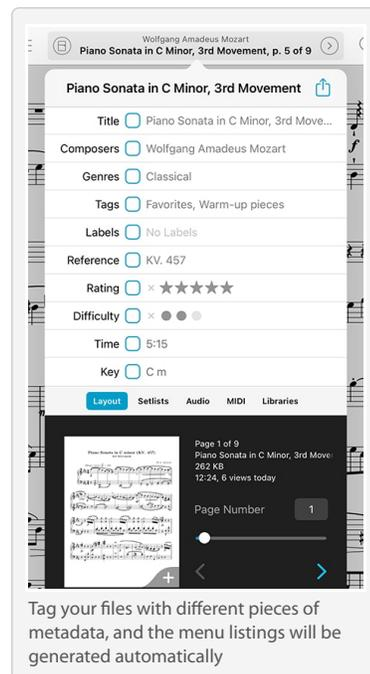 Wolfgang Amadeus Mozart
Piano Sonata in C Minor, 3rd Movement, p. 5 of 9
Piano Sonata in C Minor, 3rd Movement
Title Piano Sonata in C Minor, 3rd Move...
Composers Wolfgang Amadeus Mozart
Genres Classical
Tags Favorites, Warm-up pieces
Labels No Labels
Reference KV. 457
Rating × ★★★★★
Difficulty ×
Time 5:15
Key C m
Layout Setlists Audio MIDI Libraries
Piano Sonata in C minor (KV. 457)
Page 1 of 9
Piano Sonata in C Minor, 3rd Move
262 KB
12:24, 6 views today
Page Number 1
Tag your files with different pieces of
metadata, and the menu listings will be
generated automatically